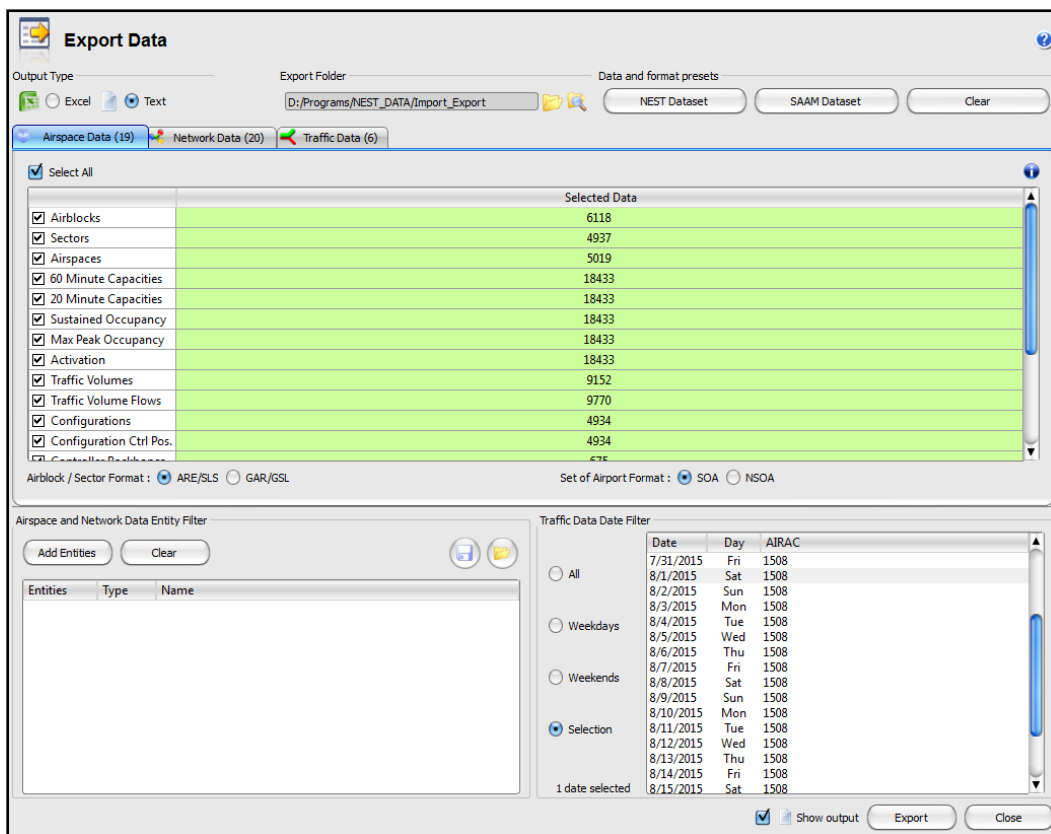 Export Data
Output Type
Export Folder
Data and format presets
Excel
Text
D:/Programs/NEST_DATA/Import_Export
NEST Dataset
SAAM Dataset
Clear
Airspace Data (19)
Network Data (20)
Traffic Data (6)
Select All
Selected Data
Airblocks 6118
Sectors 4937
Airspaces 5019
60 Minute Capacities 18433
20 Minute Capacities 18433
Sustained Occupancy 18433
Max Peak Occupancy 18433
Activation 18433
Traffic Volumes 9152
Traffic Volume Flows 9770
Configurations 4934
Configuration Ctrl Pos. 4934
Controller Backbones 675
Airblock / Sector Format : ARE/SLS GAR/GSL
Set of Airport Format : SOA NSOA
Airspace and Network Data Entity Filter
Add Entities
Clear
Entities Type Name
Traffic Data Date Filter
All
Weekdays
Weekends
Selection
1 date selected
Date Day AIRAC
7/31/2015 Fri 1508
8/1/2015 Sat 1508
8/2/2015 Sun 1508
8/3/2015 Mon 1508
8/4/2015 Tue 1508
8/5/2015 Wed 1508
8/6/2015 Thu 1508
8/7/2015 Fri 1508
8/8/2015 Sat 1508
8/9/2015 Sun 1508
8/10/2015 Mon 1508
8/11/2015 Tue 1508
8/12/2015 Wed 1508
8/13/2015 Thu 1508
8/14/2015 Fri 1508
8/15/2015 Sat 1508
Show output
Export
Close